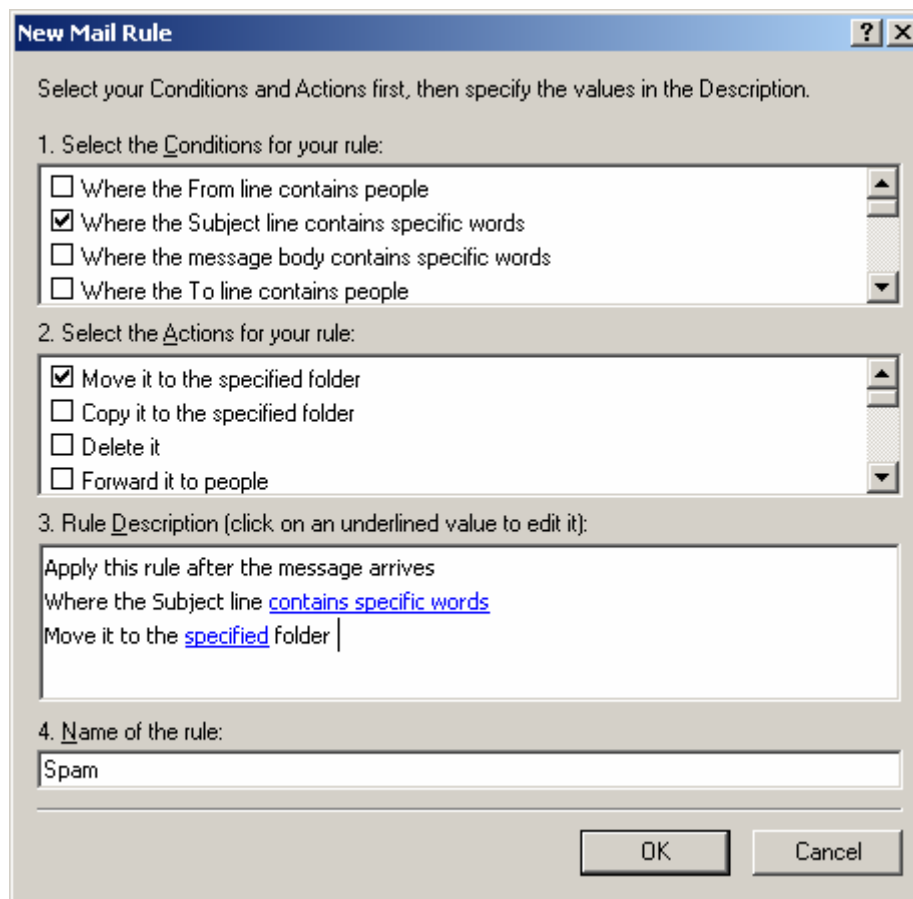 New Mail Rule
Select your Conditions and Actions first, then specify the values in the Description.
1. Select the Conditions for your rule:
Where the From line contains people
Where the Subject line contains specific words
Where the message body contains specific words
Where the To line contains people
2. Select the Actions for your rule:
Move it to the specified folder
Copy it to the specified folder
Delete it
Forward it to people
3. Rule Description (click on an underlined value to edit it):
Apply this rule after the message arrives
Where the Subject line contains specific words
Move it to the specified folder
4. Name of the rule:
Spam
OK Cancel